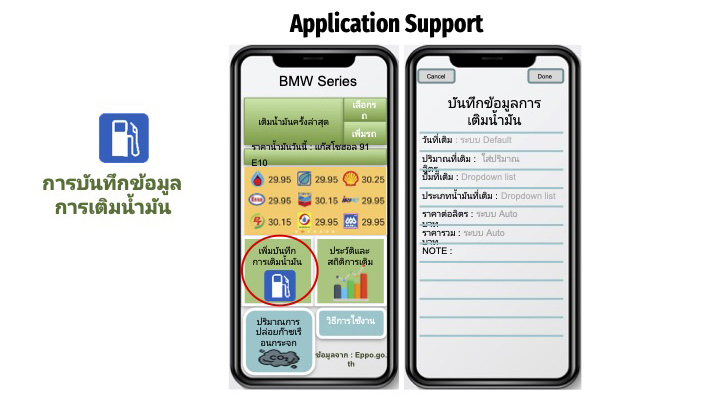 Application Support
การบันทึกข้อมูล
การเติมน้ำมัน
BMW Series
เติมน้ำมันครั้งล่าสุด
เลือกร
ถ
เพิ่มรถ
ราคาน้ำมันวันนี้ : แก๊สโซฮอล 91
E10
29.95 29.95 30.25
Esso 29.95 30.15 29.95
30.15 29.95 29.95
เพิ่มบันทึก
การเติมน้ำมัน
ประวัติและ
สถิติการเติม
ปริมาณการ
ปล่อยก๊าซเรื
อนกระจก
CO₂
วิธีการใช้งาน
ข้อมูลจาก : Eppo.go.
th
Cancel Done
บันทึกข้อมูลการ
เติมน้ำมัน
วันที่เติม : ระบบ Default
ปริมาณที่เติม : ใส่ปริมาณ
ลิตร
ปั๊มที่เติม : Dropdown list
ประเภทน้ำมันที่เติม : Dropdown list
ราคาต่อลิตร : ระบบ Auto
บาท
ราคารวม : ระบบ Auto
บาท
NOTE :